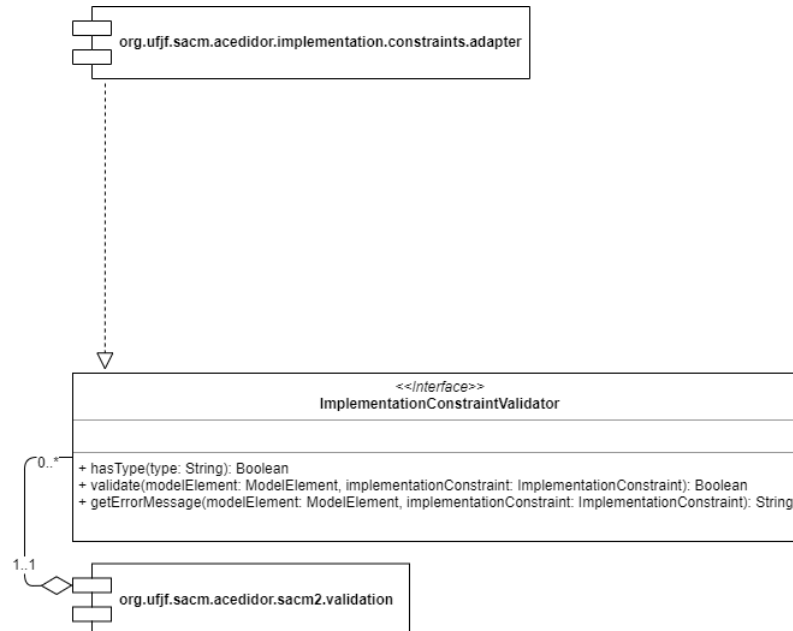 org.ufjf.sacm.acedidor.implementation.constraints.adapter
<<Interface>>
ImplementationConstraintValidator
0..*
+ hasType(type: String): Boolean
+ validate(modelElement: ModelElement, implementationConstraint: ImplementationConstraint): Boolean
+ getErrorMessage(modelElement: ModelElement, implementationConstraint: ImplementationConstraint): String
1..1
org.ufjf.sacm.acedidor.sacm2.validation